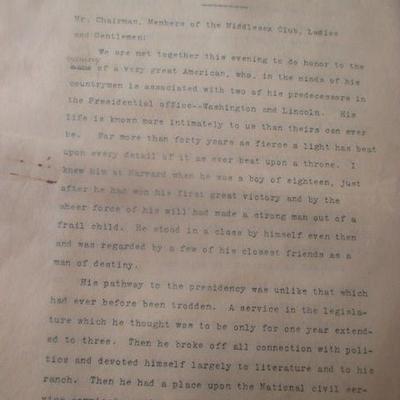 Mr. Chairman, Members of the Middlesex Club, Ladies
and Gentlemen:
We are met together this evening to do honor to the
memory
name of a very great American, who, in the minds of his
countrymen is associated with two of his predecessors in
the Presidential office--Washington and Lincoln. His
life is known more intimately to us than theirs can ever
be. For more than forty years as fierce a light has beat
upon every detail of it as ever beat upon a throne. I
knew him at Harvard when he was a boy of eighteen, just
after he had won his first great victory and by the
sheer force of his will had made a strong man out of a
frail child. He stood in a class by himself even then
and was regarded by a few of his closest friends as a
man of destiny.
His pathway to the presidency was unlike that which
had ever before been trodden. A service in the legisla-
ture which he thought was to be only for one year extend-
ed to three. Then he broke off all connection with poli-
tics and devoted himself largely to literature and to his
ranch. Then he had a place upon the National civil ser-